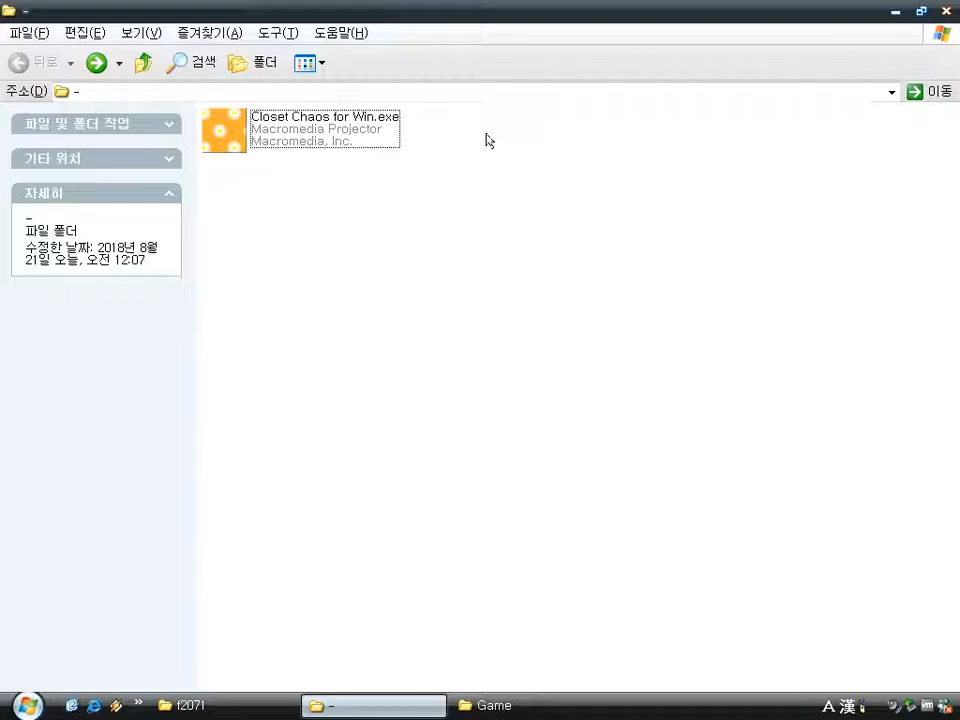 -
파일(F) 편집(E) 보기(V) 즐겨찾기(A) 도구(T) 도움말(H)
뒤로 검색 폴더
주소(D) - 이동
파일 및 폴더 작업
기타 위치
자세히
-
파일 폴더
수정한 날짜: 2018년 8월
21일 오늘, 오전 12:07
Closet Chaos for Win.exe
Macromedia Projector
Macromedia, Inc.
» f2071 - Game A 漢